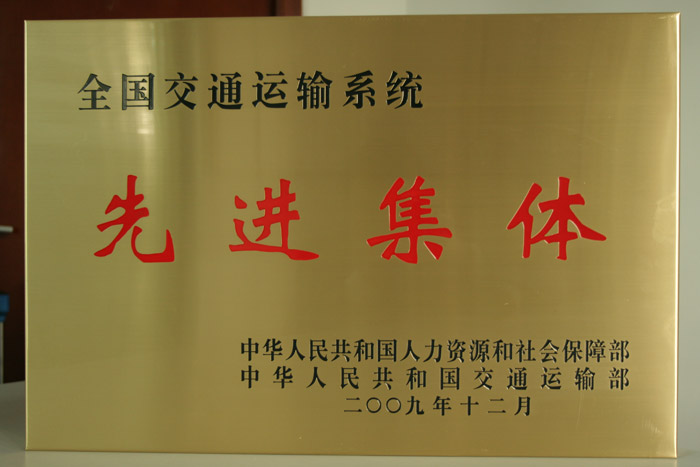 全国交通运输系统
先进集体
中华人民共和国人力资源和社会保障部
中华人民共和国交通运输部
二〇〇九年十二月